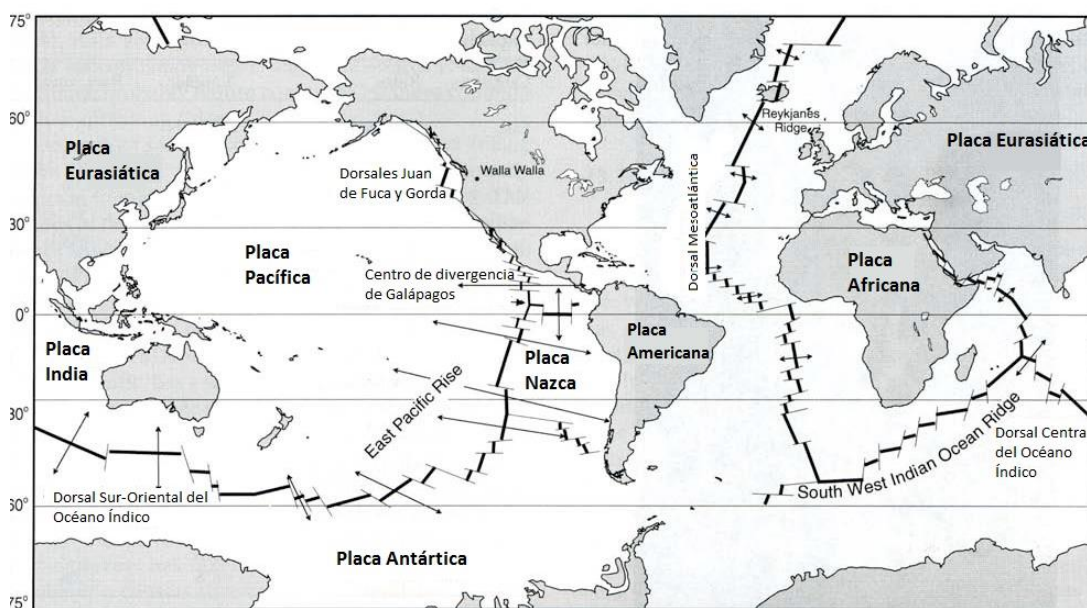 75°
60°
30°
0°
30°
60°
75°
Placa
Eurasiática
Dorsales Juan
de Fuca y Gorda
Walla Walla
Reykjanes
Ridge
Placa Eurasiática
Dorsal Mesoatlántica
Placa
Pacífica
Centro de divergencia
de Galápagos
Placa
Africana
Placa
India
Placa
Nazca
Placa
Americana
East Pacific Rise
Dorsal Sur-Oriental del
Océano Índico
South West Indian Ocean Ridge
Dorsal Central
del Océano
Índico
Placa Antártica